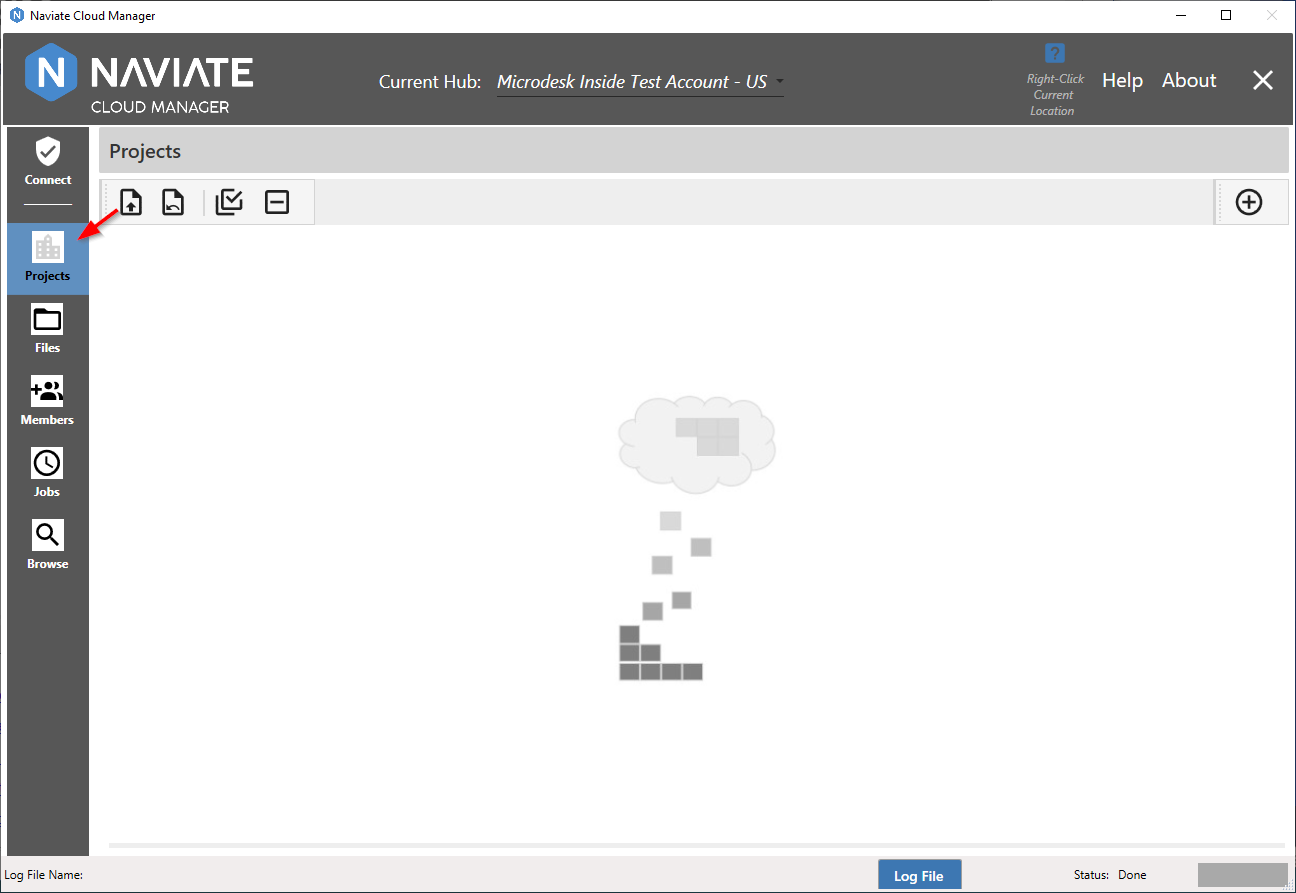 Naviate Cloud Manager
NAVIATE
CLOUD MANAGER
Current Hub: Microdesk Inside Test Account - US
?
Right-Click
Current
Location
Help
About
Connect
Projects
Projects
Files
Members
Jobs
Browse
Log File Name:
Log File
Status: Done